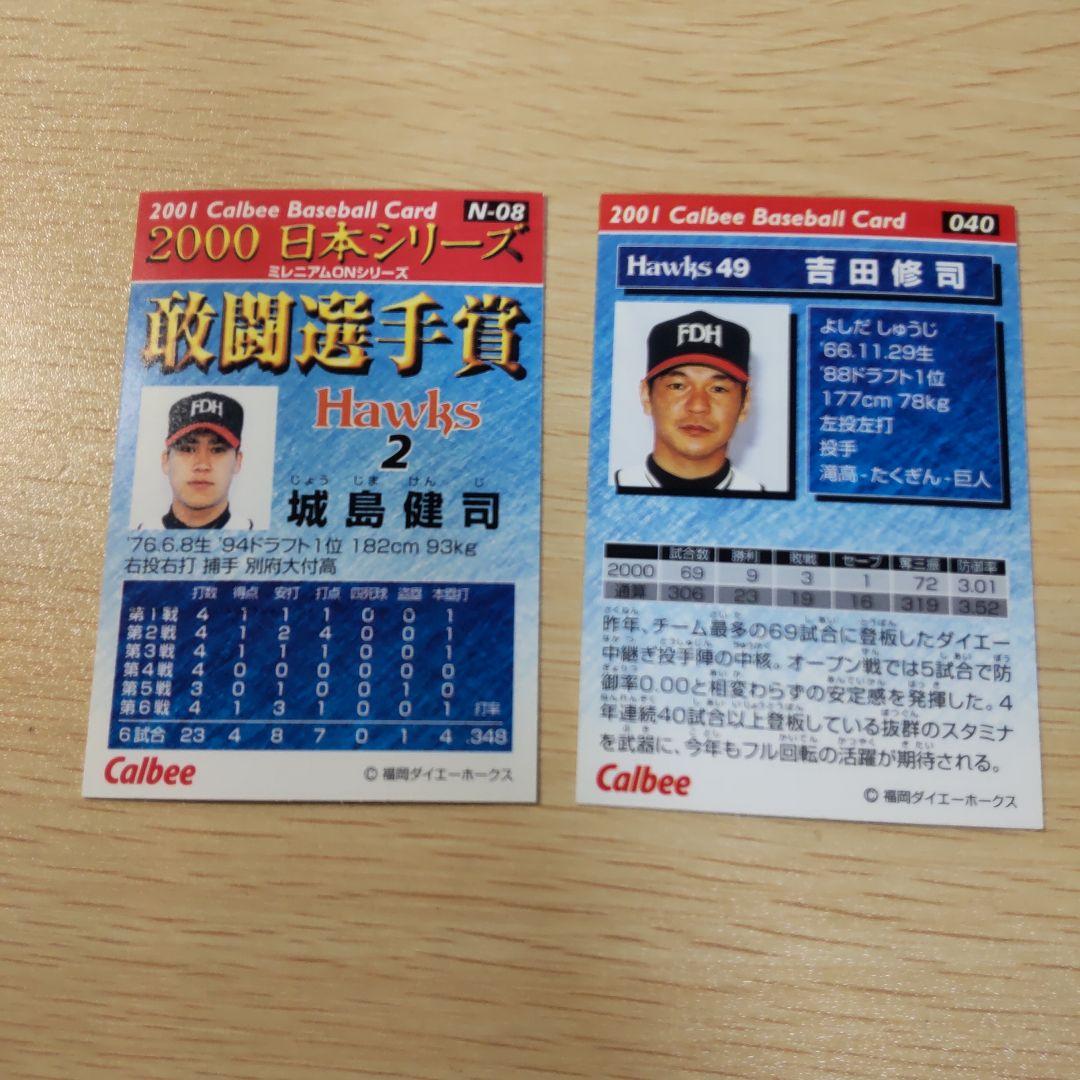 2001 Calbee Baseball Card N-08
2000 日本シリーズ
ミレニアムONシリーズ
敢闘選手賞
FDH
Hawks
2
じょう じま けん じ
城島健司
'76.6.8生 '94ドラフト1位 182cm 93kg
右投右打 捕手 別府大付高
打数 得点 安打 打点 四死球 盗塁 本塁打
第1戦 4 1 1 1 0 0 1
第2戦 4 1 2 4 0 0 1
第3戦 4 1 1 1 0 0 1
第4戦 4 0 0 0 0 0 0
第5戦 3 0 1 0 0 1 0
第6戦 4 1 3 1 0 0 1 打率
6試合 23 4 8 7 0 1 4 .348
Calbee
© 福岡ダイエーホークス
2001 Calbee Baseball Card 040
Hawks 49 吉田修司
FDH
よしだ しゅうじ
'66.11.29生
'88ドラフト1位
177cm 78kg
左投左打
投手
滝高-たくぎん-巨人
試合数 勝利 敗戦 セーブ 奪三振 防御率
2000 69 9 3 1 72 3.01
通算 306 23 19 16 319 3.52
昨年、チーム最多の69試合に登板したダイエー
中継ぎ投手陣の中核。オープン戦では5試合で防
御率0.00と相変わらずの安定感を発揮した。4
年連続40試合以上登板している抜群のスタミナ
を武器に、今年もフル回転の活躍が期待される。
Calbee
© 福岡ダイエーホークス